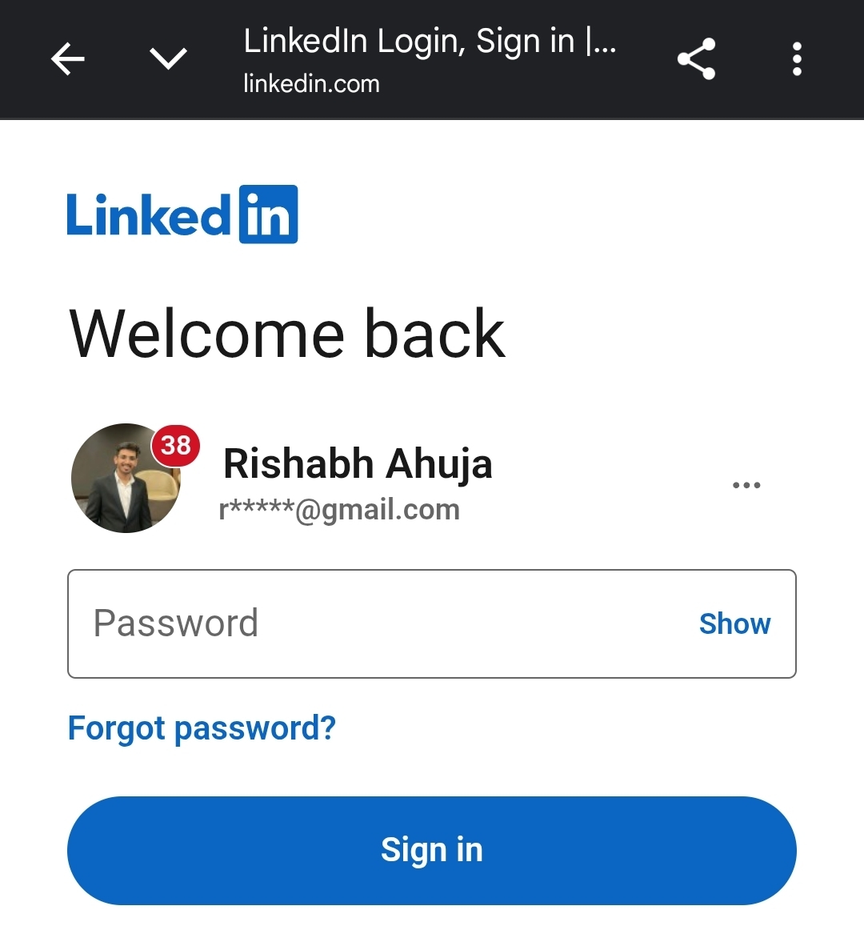 LinkedIn Login, Sign in |...
linkedin.com
Linked in
Welcome back
38
Rishabh Ahuja
r*****@gmail.com
Password
Show
Forgot password?
Sign in